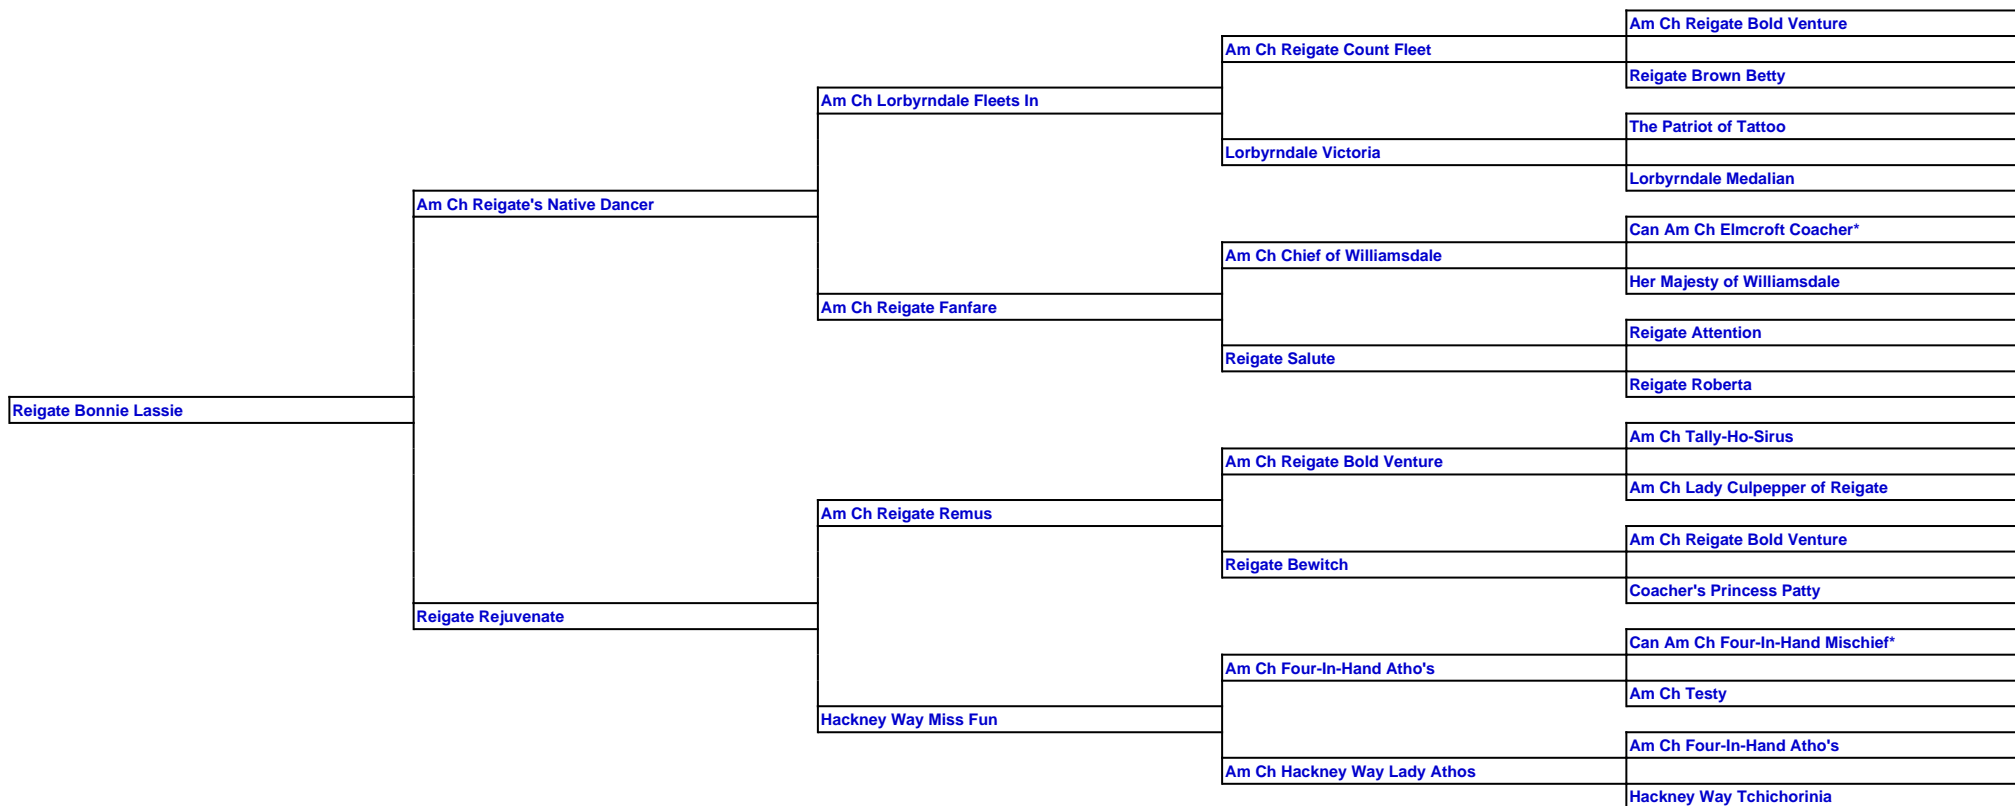 Am Ch Reigate Bold Venture
Am Ch Reigate Count Fleet
Reigate Brown Betty
Am Ch Lorbyrndale Fleets In
The Patriot of Tattoo
Lorbyrndale Victoria
Lorbyrndale Medalian
Am Ch Reigate's Native Dancer
Can Am Ch Elmcroft Coacher*
Am Ch Chief of Williamsdale
Her Majesty of Williamsdale
Am Ch Reigate Fanfare
Reigate Attention
Reigate Salute
Reigate Roberta
Reigate Bonnie Lassie
Am Ch Tally-Ho-Sirus
Am Ch Reigate Bold Venture
Am Ch Lady Culpepper of Reigate
Am Ch Reigate Remus
Am Ch Reigate Bold Venture
Reigate Bewitch
Coacher's Princess Patty
Reigate Rejuvenate
Can Am Ch Four-In-Hand Mischief*
Am Ch Four-In-Hand Atho's
Am Ch Testy
Hackney Way Miss Fun
Am Ch Four-In-Hand Atho's
Am Ch Hackney Way Lady Athos
Hackney Way Tchichorinia